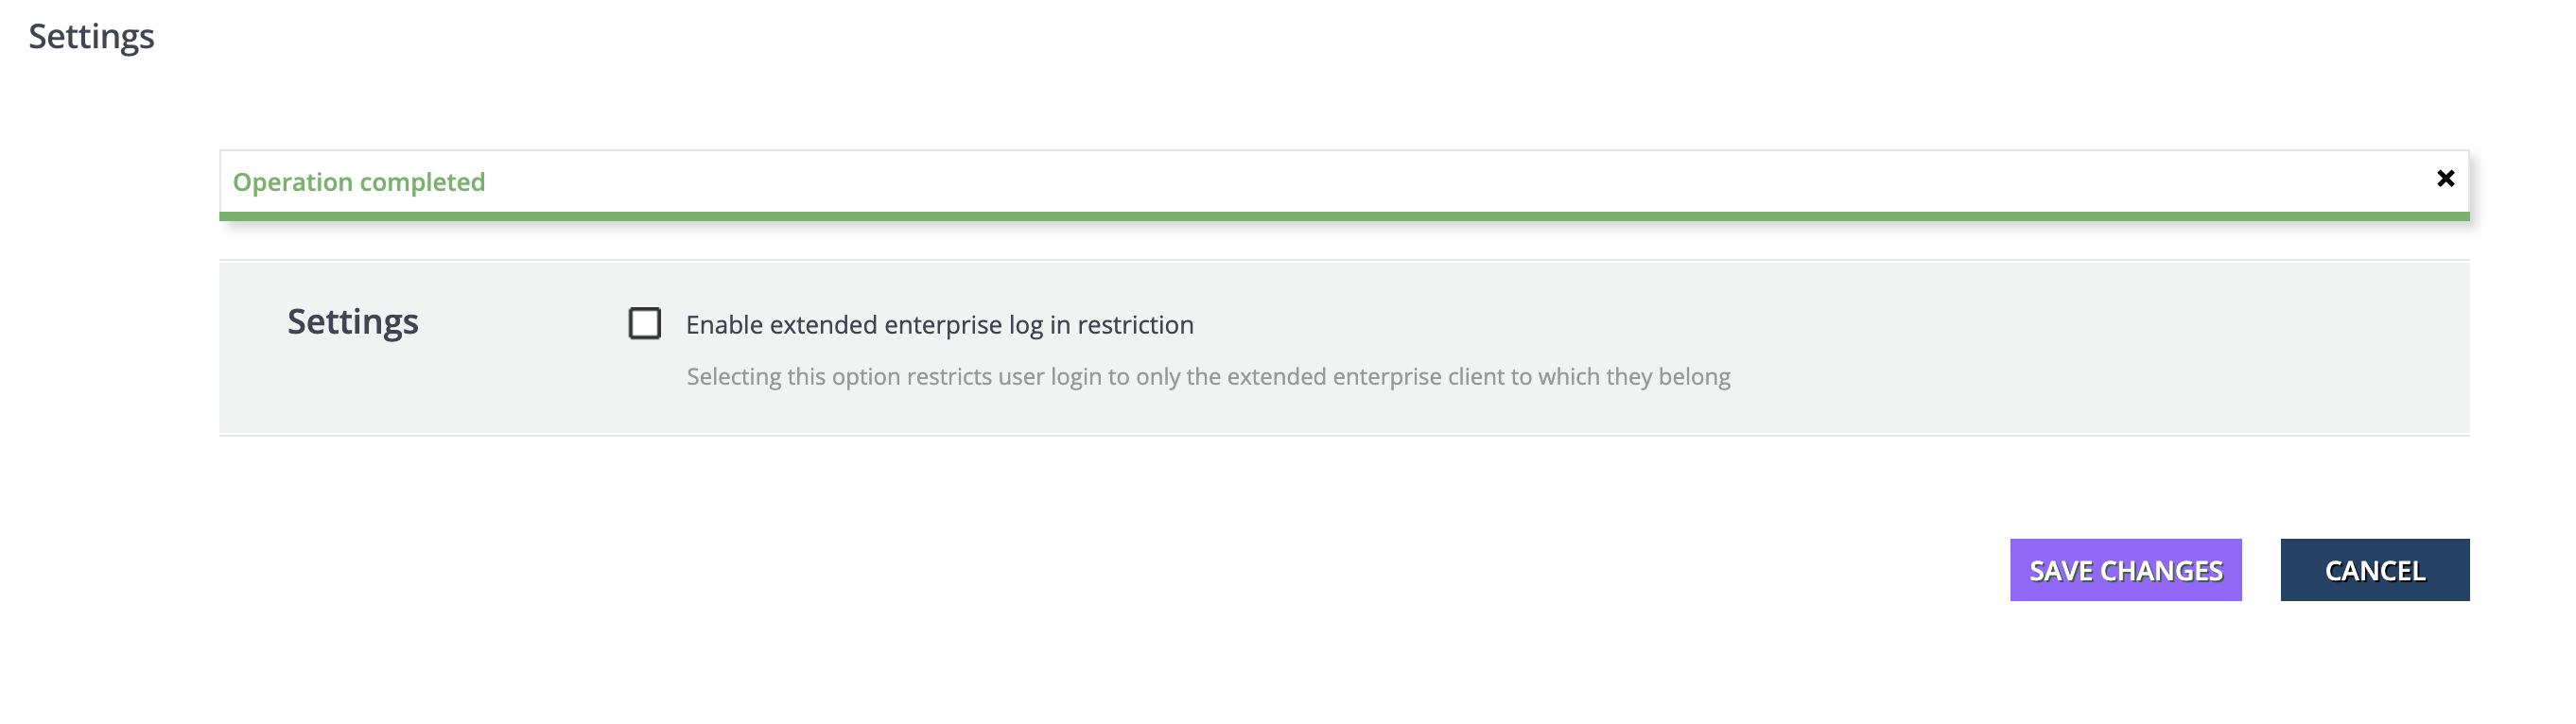 Settings
Operation completed
Settings
Enable extended enterprise log in restriction
Selecting this option restricts user login to only the extended enterprise client to which they belong
SAVE CHANGES
CANCEL